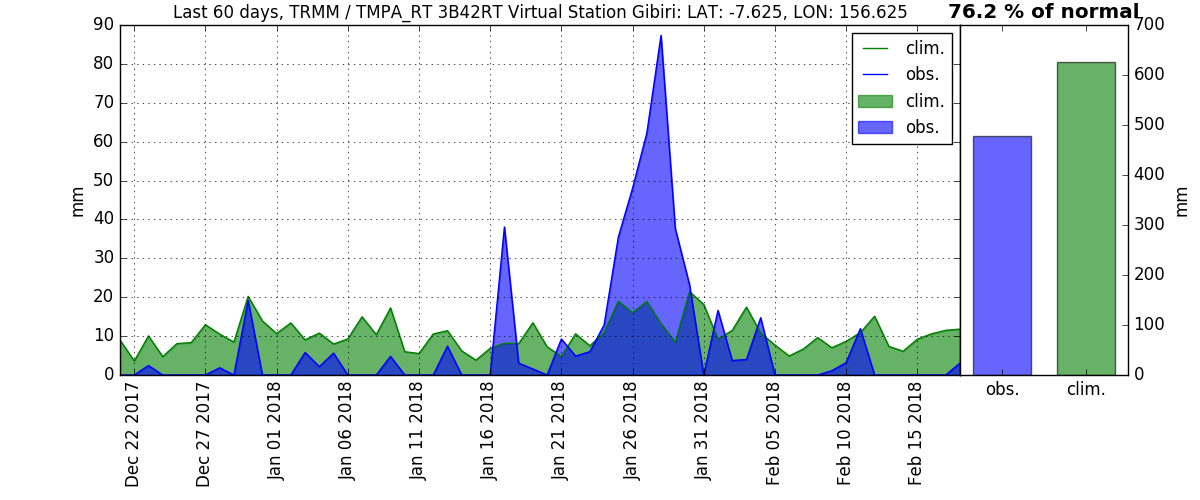 Last 60 days, TRMM / TMPA_RT 3B42RT Virtual Station Gibiri: LAT: -7.625, LON: 156.625
76.2 % of normal
90
80
70
60
50
40
30
20
10
0
mm
clim.
obs.
clim.
obs.
Dec 22 2017
Dec 27 2017
Jan 01 2018
Jan 06 2018
Jan 11 2018
Jan 16 2018
Jan 21 2018
Jan 26 2018
Jan 31 2018
Feb 05 2018
Feb 10 2018
Feb 15 2018
700
600
500
400
300
200
100
0
mm
obs.
clim.